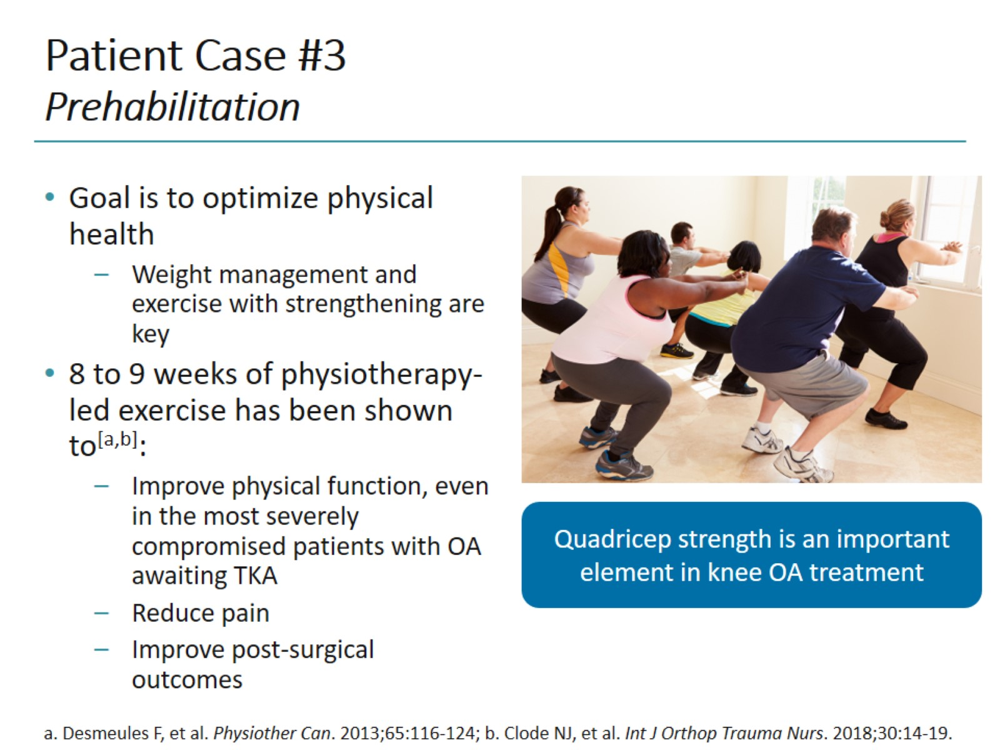 Patient Case #3
Prehabilitation
• Goal is to optimize physical
health
– Weight management and
exercise with strengthening are
key
• 8 to 9 weeks of physiotherapy-
led exercise has been shown
to[a,b]:
– Improve physical function, even
in the most severely
compromised patients with OA
awaiting TKA
– Reduce pain
– Improve post-surgical
outcomes
Quadricep strength is an important
element in knee OA treatment
a. Desmeules F, et al. Physiother Can. 2013;65:116-124; b. Clode NJ, et al. Int J Orthop Trauma Nurs. 2018;30:14-19.